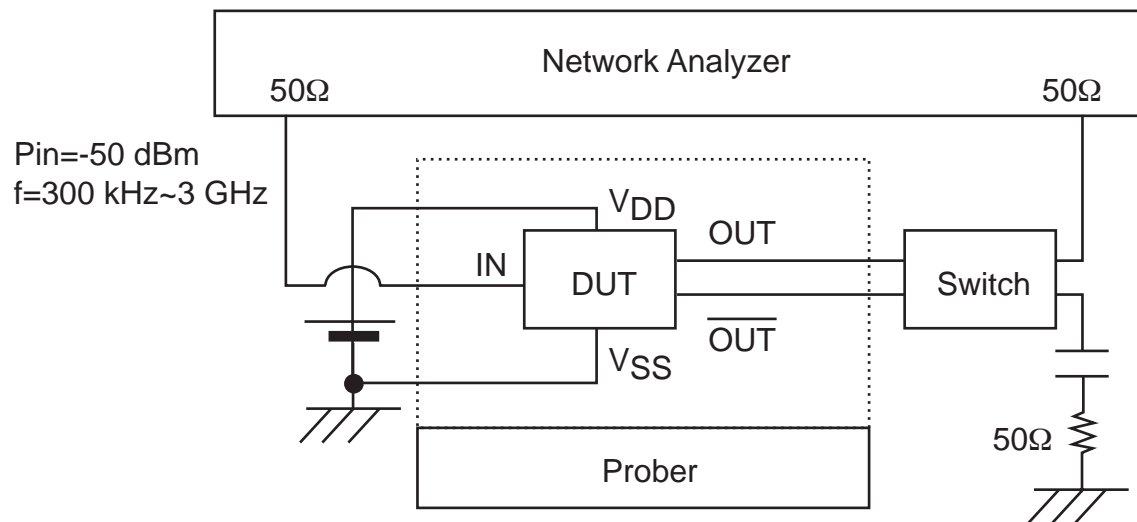 Network Analyzer
50Ω
50Ω
Pin=-50 dBm
f=300 kHz~3 GHz
VDD
OUT
IN
DUT
Switch
OUT
VSS
50Ω
Prober